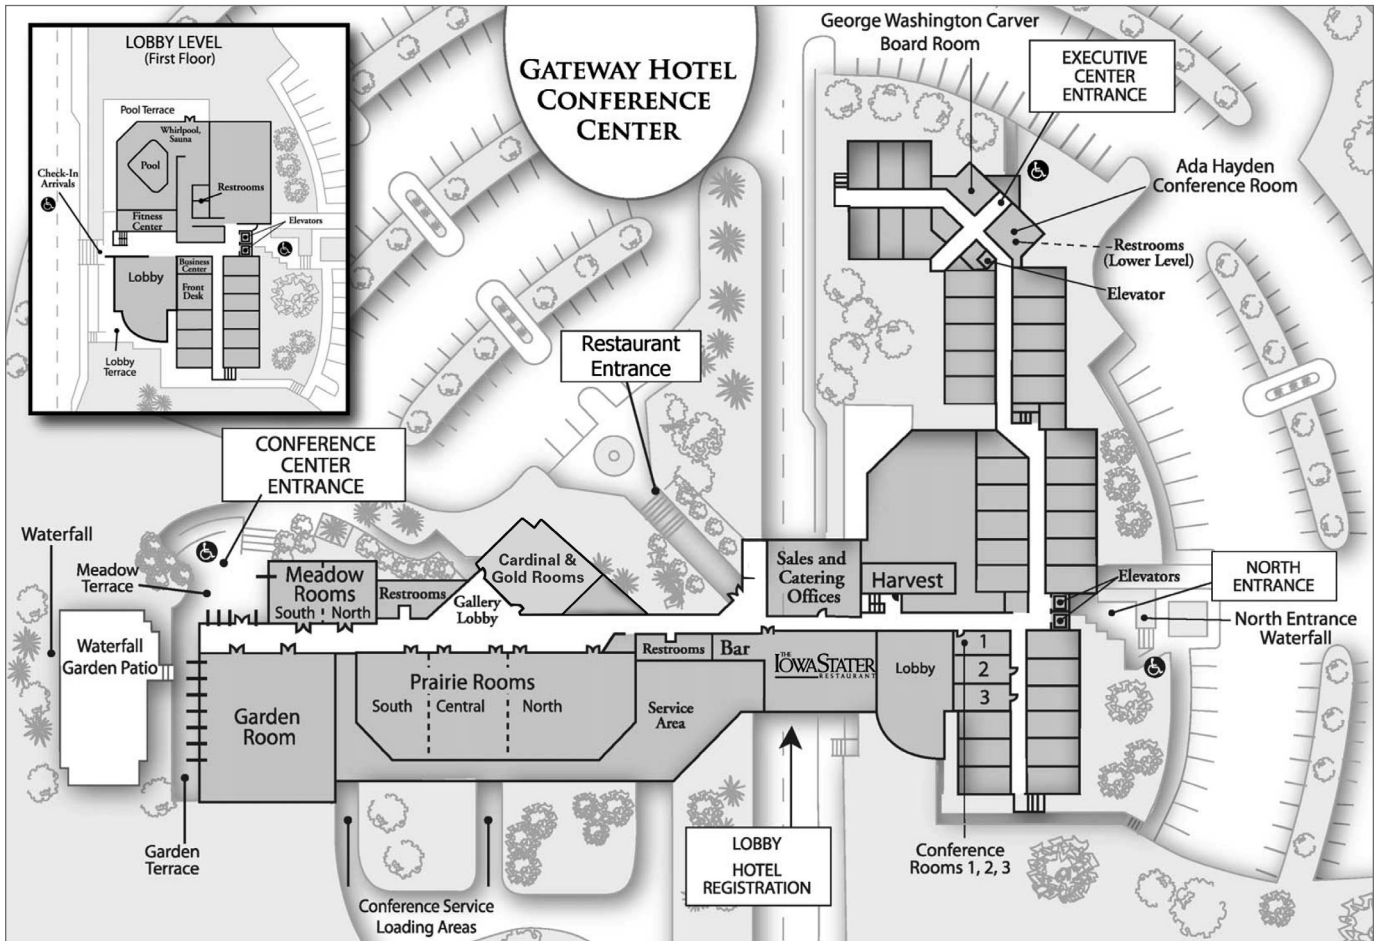 LOBBY LEVEL
(First Floor)
Pool Terrace
Whirlpool,
Sauna
Pool
Check-In
Arrivals
Restrooms
Fitness
Center
Elevators
Lobby
Business
Center
Front
Desk
Lobby
Terrace
GATEWAY HOTEL
CONFERENCE
CENTER
George Washington Carver
Board Room
EXECUTIVE
CENTER
ENTRANCE
Ada Hayden
Conference Room
Restrooms
(Lower Level)
Elevator
Restaurant
Entrance
CONFERENCE
CENTER
ENTRANCE
Waterfall
Meadow
Terrace
Waterfall
Garden Patio
Meadow
Rooms
South
North
Restrooms
Gallery
Lobby
Cardinal &
Gold Rooms
Sales and
Catering
Offices
Harvest
Elevators
NORTH
ENTRANCE
North Entrance
Waterfall
Garden
Room
Prairie Rooms
South
Central
North
Restrooms
Bar
THE
IOWASTATER
RESTAURANT
Service
Area
Lobby
1
2
3
Garden
Terrace
Conference Service
Loading Areas
LOBBY
HOTEL
REGISTRATION
Conference
Rooms 1, 2, 3